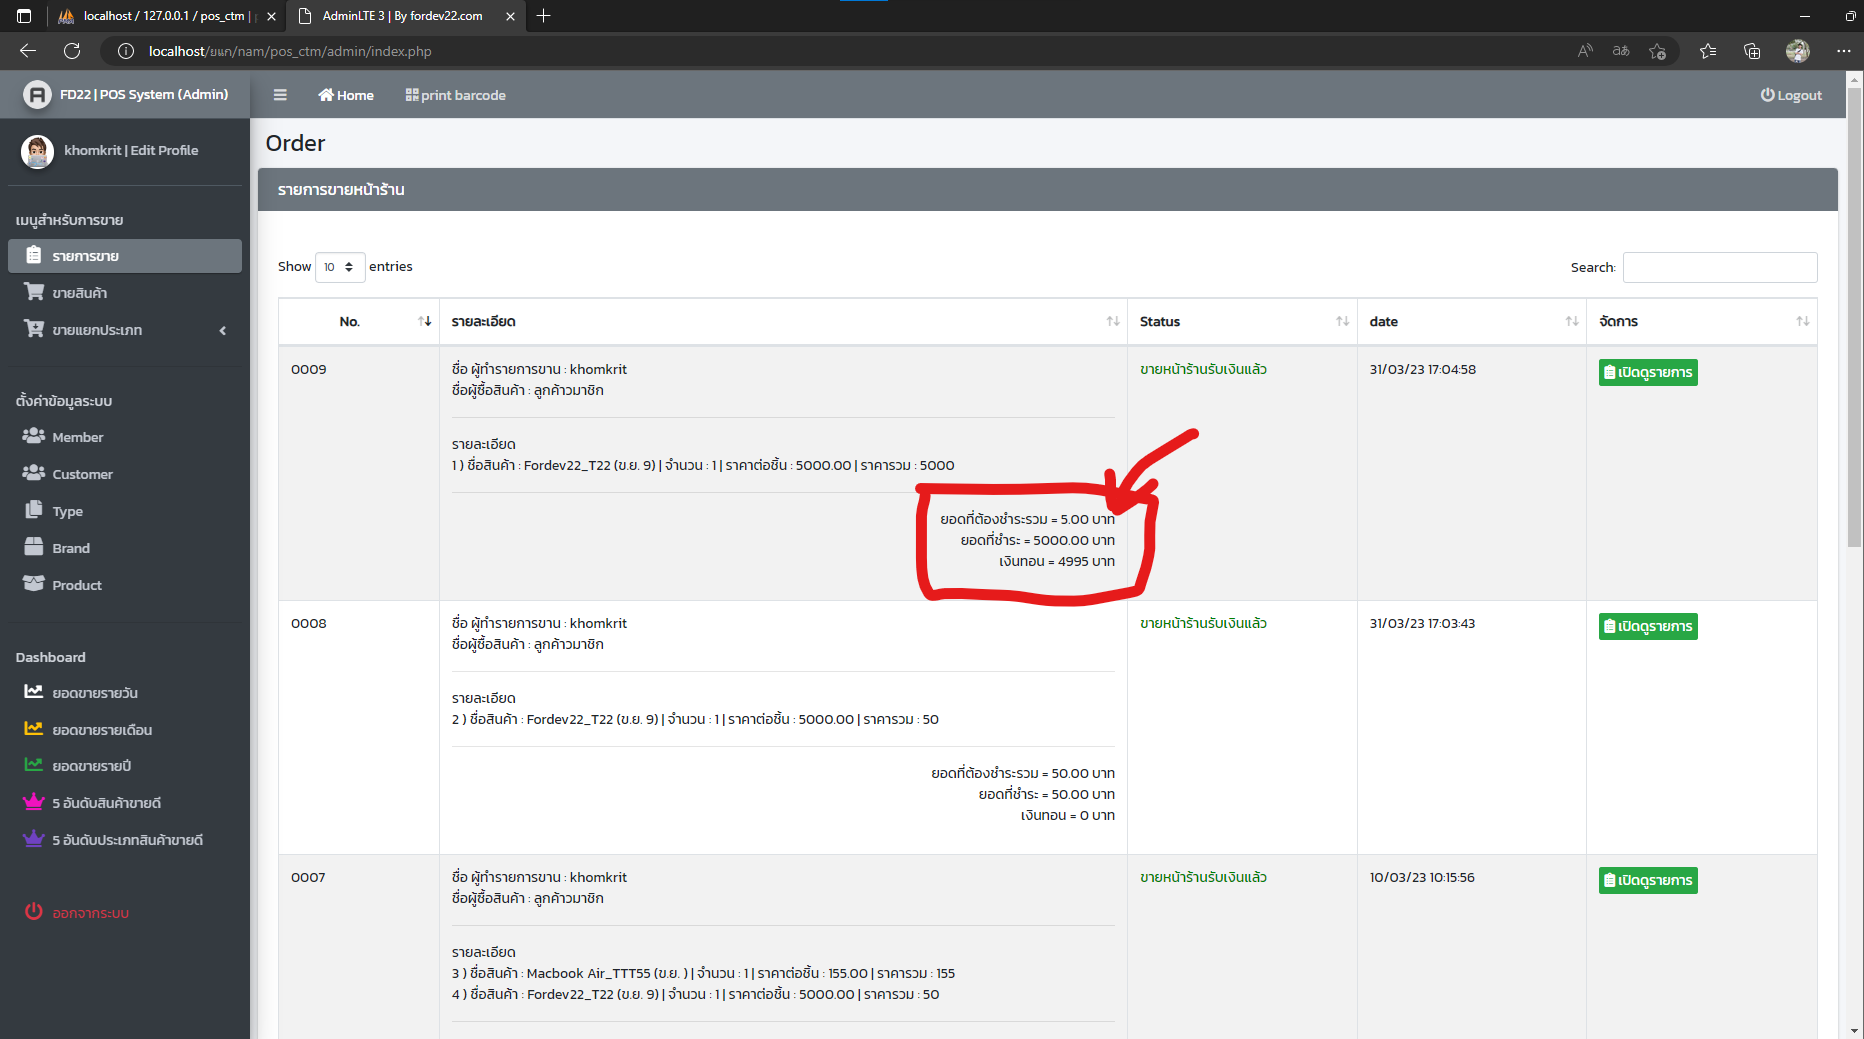 localhost / 127.0.0.1 / pos_ctm |
AdminLTE 3 | By fordev22.com
localhost/ยแก/nam/pos_ctm/admin/index.php
FD22 | POS System (Admin)
Home
print barcode
Logout
khomkrit | Edit Profile
เมนูสำหรับการขาย
รายการขาย
ขายสินค้า
ขายแยกประเภท
ตั้งค่าข้อมูลระบบ
Member
Customer
Type
Brand
Product
Dashboard
ยอดขายรายวัน
ยอดขายรายเดือน
ยอดขายรายปี
5 อันดับสินค้าขายดี
5 อันดับประเภทสินค้าขายดี
ออกจากระบบ
Order
รายการขายหน้าร้าน
Show 10 entries
Search:
No. รายละเอียด Status date จัดการ
0009
ชื่อ ผู้ทำรายการขาน : khomkrit
ชื่อผู้ซื้อสินค้า : ลูกค้าวมาชิก
รายละเอียด
1 ) ชื่อสินค้า : Fordev22_T22 (ข.ย. 9) | จำนวน : 1 | ราคาต่อชิ้น : 5000.00 | ราคารวม : 5000
ยอดที่ต้องชำระรวม = 5.00 บาท
ยอดที่ชำระ = 5000.00 บาท
เงินทอน = 4995 บาท
ขายหน้าร้านรับเงินแล้ว
31/03/23 17:04:58
เปิดดูรายการ
0008
ชื่อ ผู้ทำรายการขาน : khomkrit
ชื่อผู้ซื้อสินค้า : ลูกค้าวมาชิก
รายละเอียด
2 ) ชื่อสินค้า : Fordev22_T22 (ข.ย. 9) | จำนวน : 1 | ราคาต่อชิ้น : 5000.00 | ราคารวม : 50
ยอดที่ต้องชำระรวม = 50.00 บาท
ยอดที่ชำระ = 50.00 บาท
เงินทอน = 0 บาท
ขายหน้าร้านรับเงินแล้ว
31/03/23 17:03:43
เปิดดูรายการ
0007
ชื่อ ผู้ทำรายการขาน : khomkrit
ชื่อผู้ซื้อสินค้า : ลูกค้าวมาชิก
รายละเอียด
3 ) ชื่อสินค้า : Macbook Air_TTT55 (ข.ย. ) | จำนวน : 1 | ราคาต่อชิ้น : 155.00 | ราคารวม : 155
4 ) ชื่อสินค้า : Fordev22_T22 (ข.ย. 9) | จำนวน : 1 | ราคาต่อชิ้น : 5000.00 | ราคารวม : 50
ขายหน้าร้านรับเงินแล้ว
10/03/23 10:15:56
เปิดดูรายการ